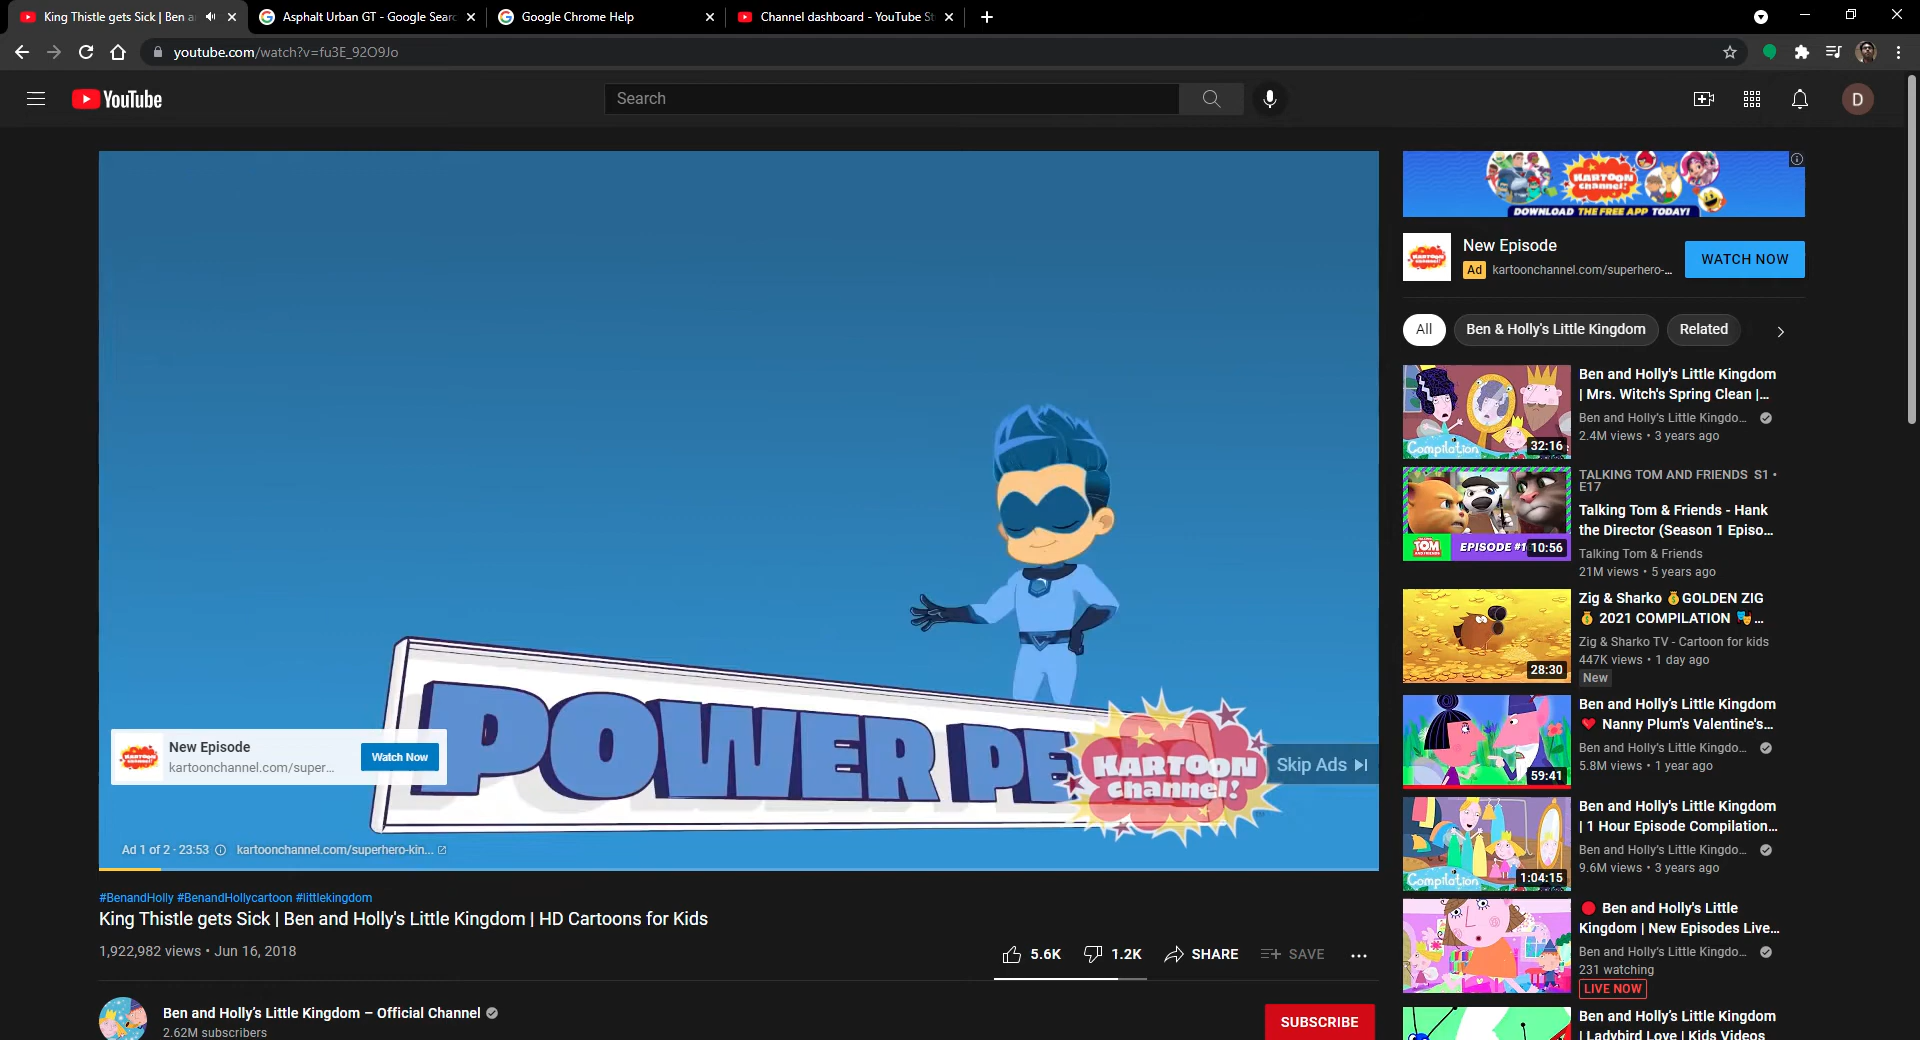 King Thistle gets Sick | Ben a
Asphalt Urban GT - Google Searc
Google Chrome Help
Channel dashboard - YouTube St
youtube.com/watch?v=fu3E_92O9Jo
YouTube
Search
D
KARTOON
channel!
DOWNLOAD THE FREE APP TODAY!
New Episode
Ad kartoonchannel.com/superhero-...
WATCH NOW
All
Ben & Holly's Little Kingdom
Related
Ben and Holly's Little Kingdom
| Mrs. Witch's Spring Clean |...
Ben and Holly's Little Kingdo...
2.4M views • 3 years ago
Compilation
32:16
TALKING TOM AND FRIENDS S1 •
E17
Talking Tom & Friends - Hank
the Director (Season 1 Episo...
Talking Tom & Friends
21M views • 5 years ago
TOM
EPISODE #1
10:56
Zig & Sharko 💰GOLDEN ZIG
💰 2021 COMPILATION 🎭...
Zig & Sharko TV - Cartoon for kids
447K views • 1 day ago
New
28:30
Ben and Holly's Little Kingdom
❤️ Nanny Plum's Valentine's...
Ben and Holly's Little Kingdo...
5.8M views • 1 year ago
59:41
Ben and Holly's Little Kingdom
| 1 Hour Episode Compilation...
Ben and Holly's Little Kingdo...
9.6M views • 3 years ago
Compilation
1:04:15
🔴 Ben and Holly's Little
Kingdom | New Episodes Live...
Ben and Holly's Little Kingdo...
231 watching
LIVE NOW
Ben and Holly's Little Kingdom
| Ladybird Love | Kids Videos
POWER PE
KARTOON
channel!
Skip Ads
New Episode
kartoonchannel.com/super...
Watch Now
Ad 1 of 2 · 23:53
kartoonchannel.com/superhero-kin...
#BenandHolly #BenandHollycartoon #littlekingdom
King Thistle gets Sick | Ben and Holly's Little Kingdom | HD Cartoons for Kids
1,922,982 views • Jun 16, 2018
5.6K
1.2K
SHARE
SAVE
Ben and Holly's Little Kingdom – Official Channel
2.62M subscribers
SUBSCRIBE